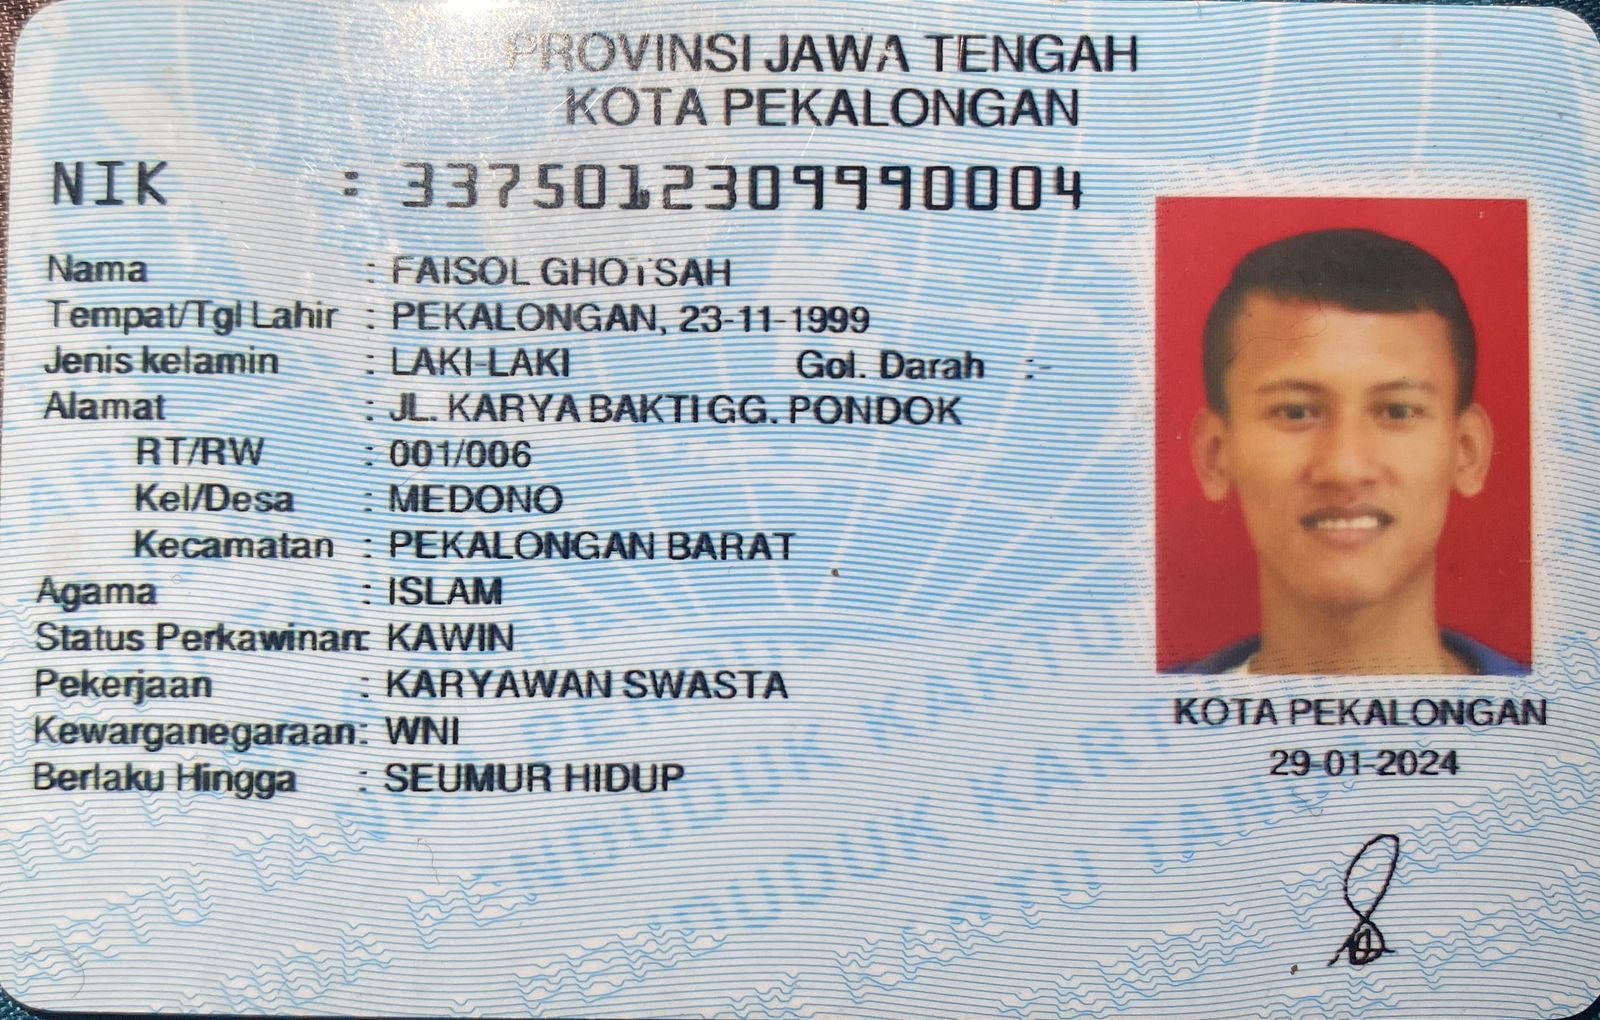 PROVINSI JAWA TENGAH
KOTA PEKALONGAN
NIK : 3375012309990004
Nama : FAISOL GHOTSAH
Tempat/Tgl Lahir : PEKALONGAN, 23-11-1999
Jenis kelamin : LAKI-LAKI Gol. Darah :-
Alamat : JL. KARYA BAKTI GG. PONDOK
RT/RW : 001/006
Kel/Desa : MEDONO
Kecamatan : PEKALONGAN BARAT
Agama : ISLAM
Status Perkawinan: KAWIN
Pekerjaan : KARYAWAN SWASTA
Kewarganegaraan: WNI
Berlaku Hingga : SEUMUR HIDUP
KOTA PEKALONGAN
29-01-2024